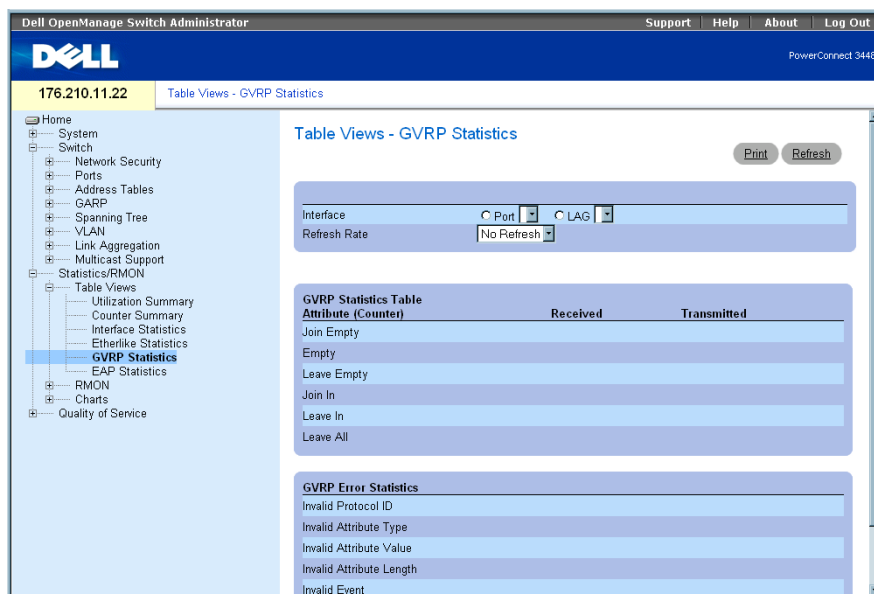 Dell OpenManage Switch Administrator Support Help About Log Out
DELL
PowerConnect 3448
176.210.11.22 Table Views - GVRP Statistics
Home
System
Switch
Network Security
Ports
Address Tables
GARP
Spanning Tree
VLAN
Link Aggregation
Multicast Support
Statistics/RMON
Table Views
Utilization Summary
Counter Summary
Interface Statistics
Etherlike Statistics
GVRP Statistics
EAP Statistics
RMON
Charts
Quality of Service
Table Views - GVRP Statistics
Print Refresh
Interface Port LAG
Refresh Rate No Refresh
GVRP Statistics Table
Attribute (Counter) Received Transmitted
Join Empty
Empty
Leave Empty
Join In
Leave In
Leave All
GVRP Error Statistics
Invalid Protocol ID
Invalid Attribute Type
Invalid Attribute Value
Invalid Attribute Length
Invalid Event